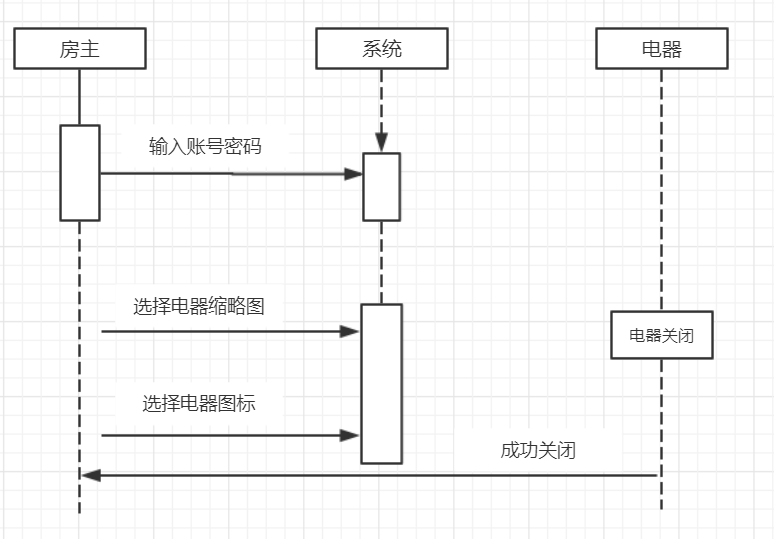 房主
系统
电器
输入账号密码
选择电器缩略图
电器关闭
选择电器图标
成功关闭